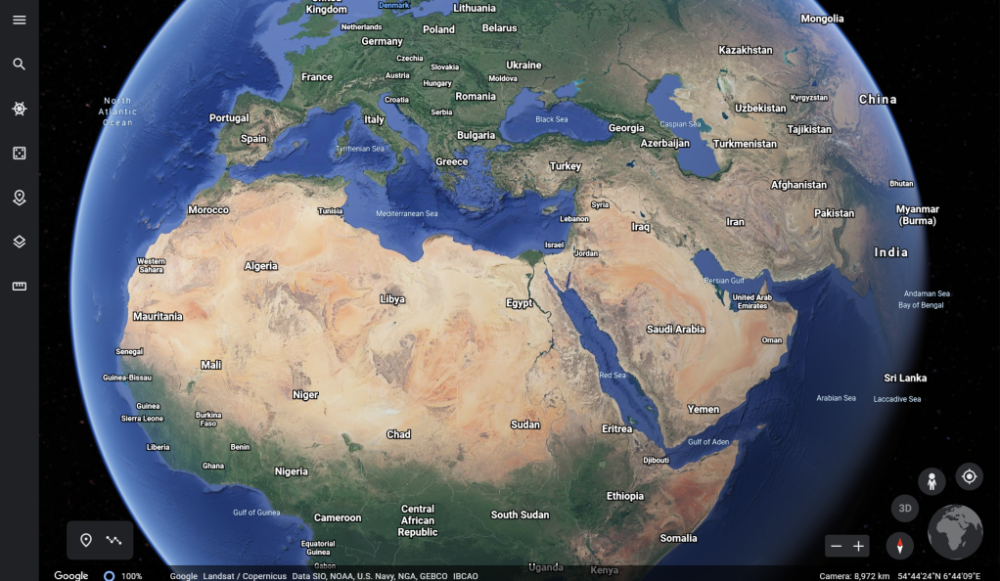 United
Kingdom
Denmark
Lithuania
Mongolia
Netherlands
Poland
Belarus
Germany
Kazakhstan
Czechia
Slovakia
Ukraine
France
Austria
Hungary
Moldova
North
Atlantic
Ocean
Croatia
Romania
Kyrgyzstan
China
Uzbekistan
Portugal
Italy
Serbia
Black Sea
Georgia
Caspian Sea
Tajikistan
Spain
Bulgaria
Azerbaijan
Turkmenistan
Tyrrhenian Sea
Greece
Turkey
Afghanistan
Bhutan
Morocco
Tunisia
Mediterranean Sea
Syria
Lebanon
Iraq
Iran
Pakistan
Myanmar
(Burma)
Israel
Jordan
India
Western
Sahara
Algeria
Persian Gulf
Libya
Egypt
United Arab
Emirates
Andaman Sea
Bay of Bengal
Mauritania
Saudi Arabia
Oman
Senegal
Mali
Guinea-Bissau
Red Sea
Sri Lanka
Niger
Arabian Sea
Laccadive Sea
Guinea
Sierra Leone
Burkina
Faso
Chad
Sudan
Eritrea
Yemen
Liberia
Benin
Gulf of Aden
Ghana
Nigeria
Djibouti
Ethiopia
Gulf of Guinea
Cameroon
Central
African
Republic
South Sudan
Somalia
3D
Equatorial
Guinea
Gabon
Uganda
Kenya
Google
100%
Google Landsat / Copernicus Data SIO, NOAA, U.S. Navy, NGA, GEBCO IBCAO
Camera: 8,972 km 54°44'24"N 6°44'09"E